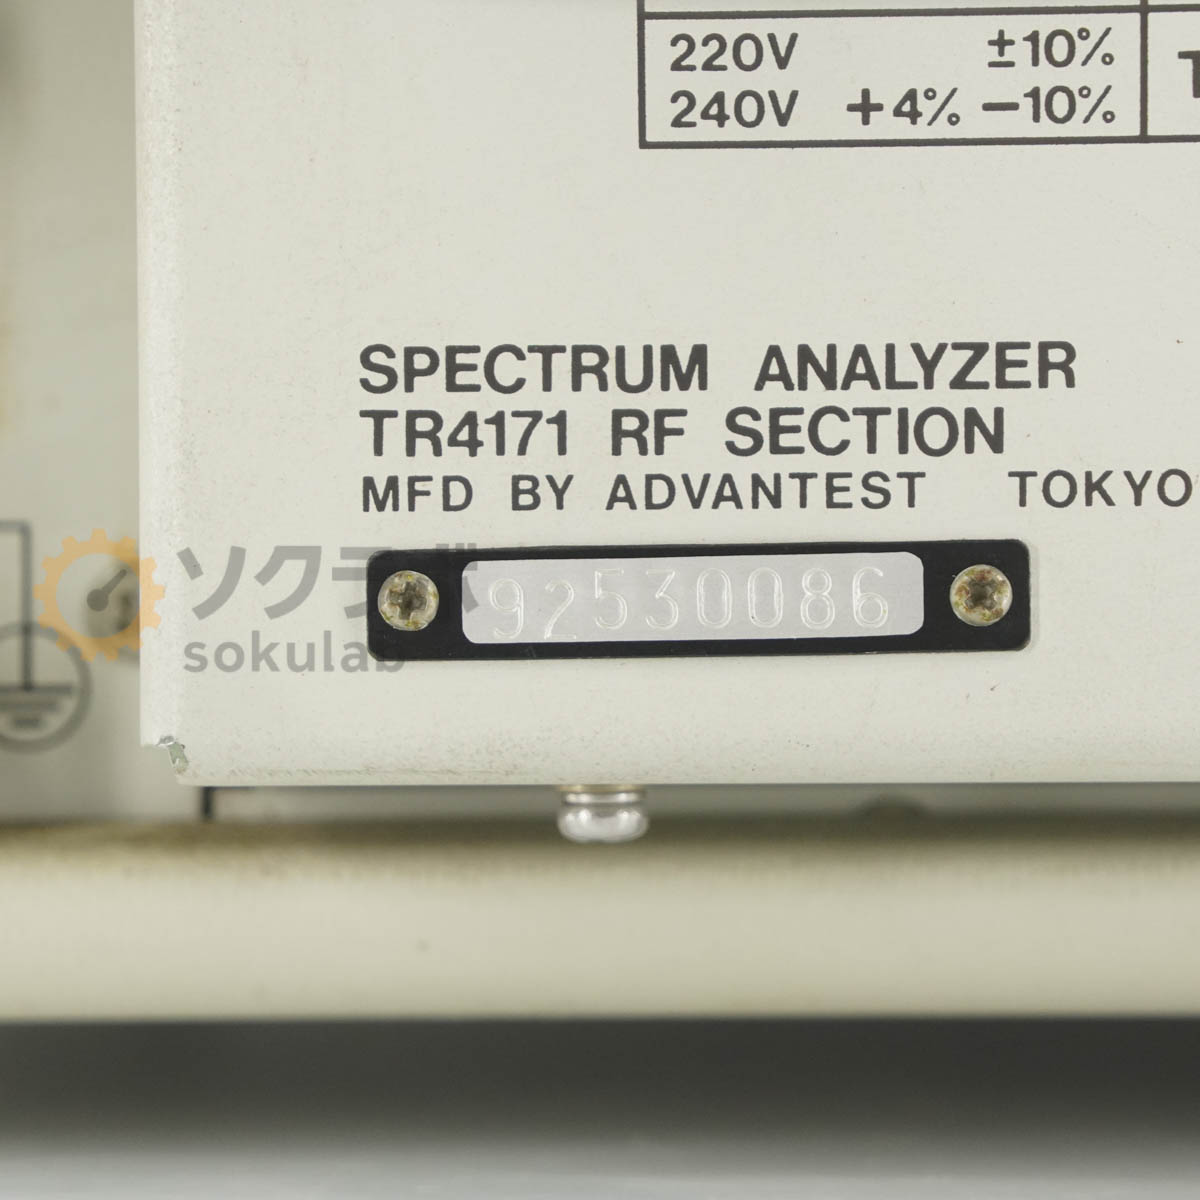 220V ±10%
240V +4% −10%
SPECTRUM ANALYZER
TR4171 RF SECTION
MFD BY ADVANTEST TOKYO
92530086
ソクラボ
sokulab